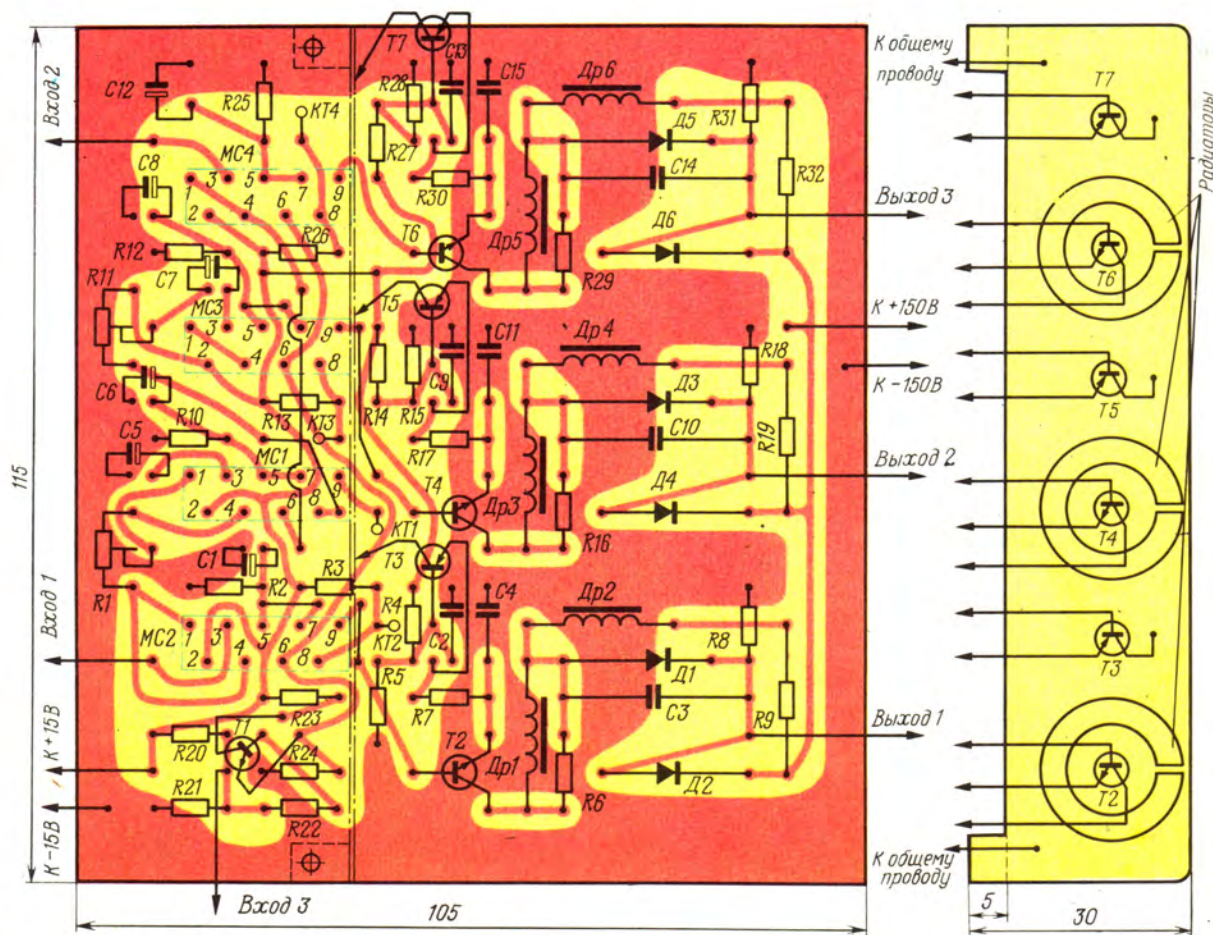 115
Вход 2
Вход 1
К +15В
К -15В
Вход 3
105
C12
R25
КТ4
T7
C13
R28
C15
Др6
R31
Д5
R27
MC4
C8
1 3 5 7 9
2 4 6 8
R30
C14
R32
Д6
R12
C7
R26
T6
Др5
R29
R11
MC3
T5
1 3 5 7 9
2 4 6 8
C11
Др4
R18
C6
R13
КТ3
R14
R15
C9
Д3
R10
C5
MC1
R17
C10
R19
1 3 5 7 9
2 4 6 8
T4
Др3
Д4
R16
R1
C1
R2
R3
КТ1
T3
R4
C2
C4
Др2
R8
MC2
1 3 5 7 9
2 4 6 8
КТ2
R5
Д1
R7
C3
R9
R23
T1
R20
R24
T2
Др1
Д2
R6
R21
R22
К общему
проводу
Выход 3
К +150В
К -150В
Выход 2
Выход 1
К общему
проводу
T7
T6
T5
T4
T3
T2
Радиаторы
5
30